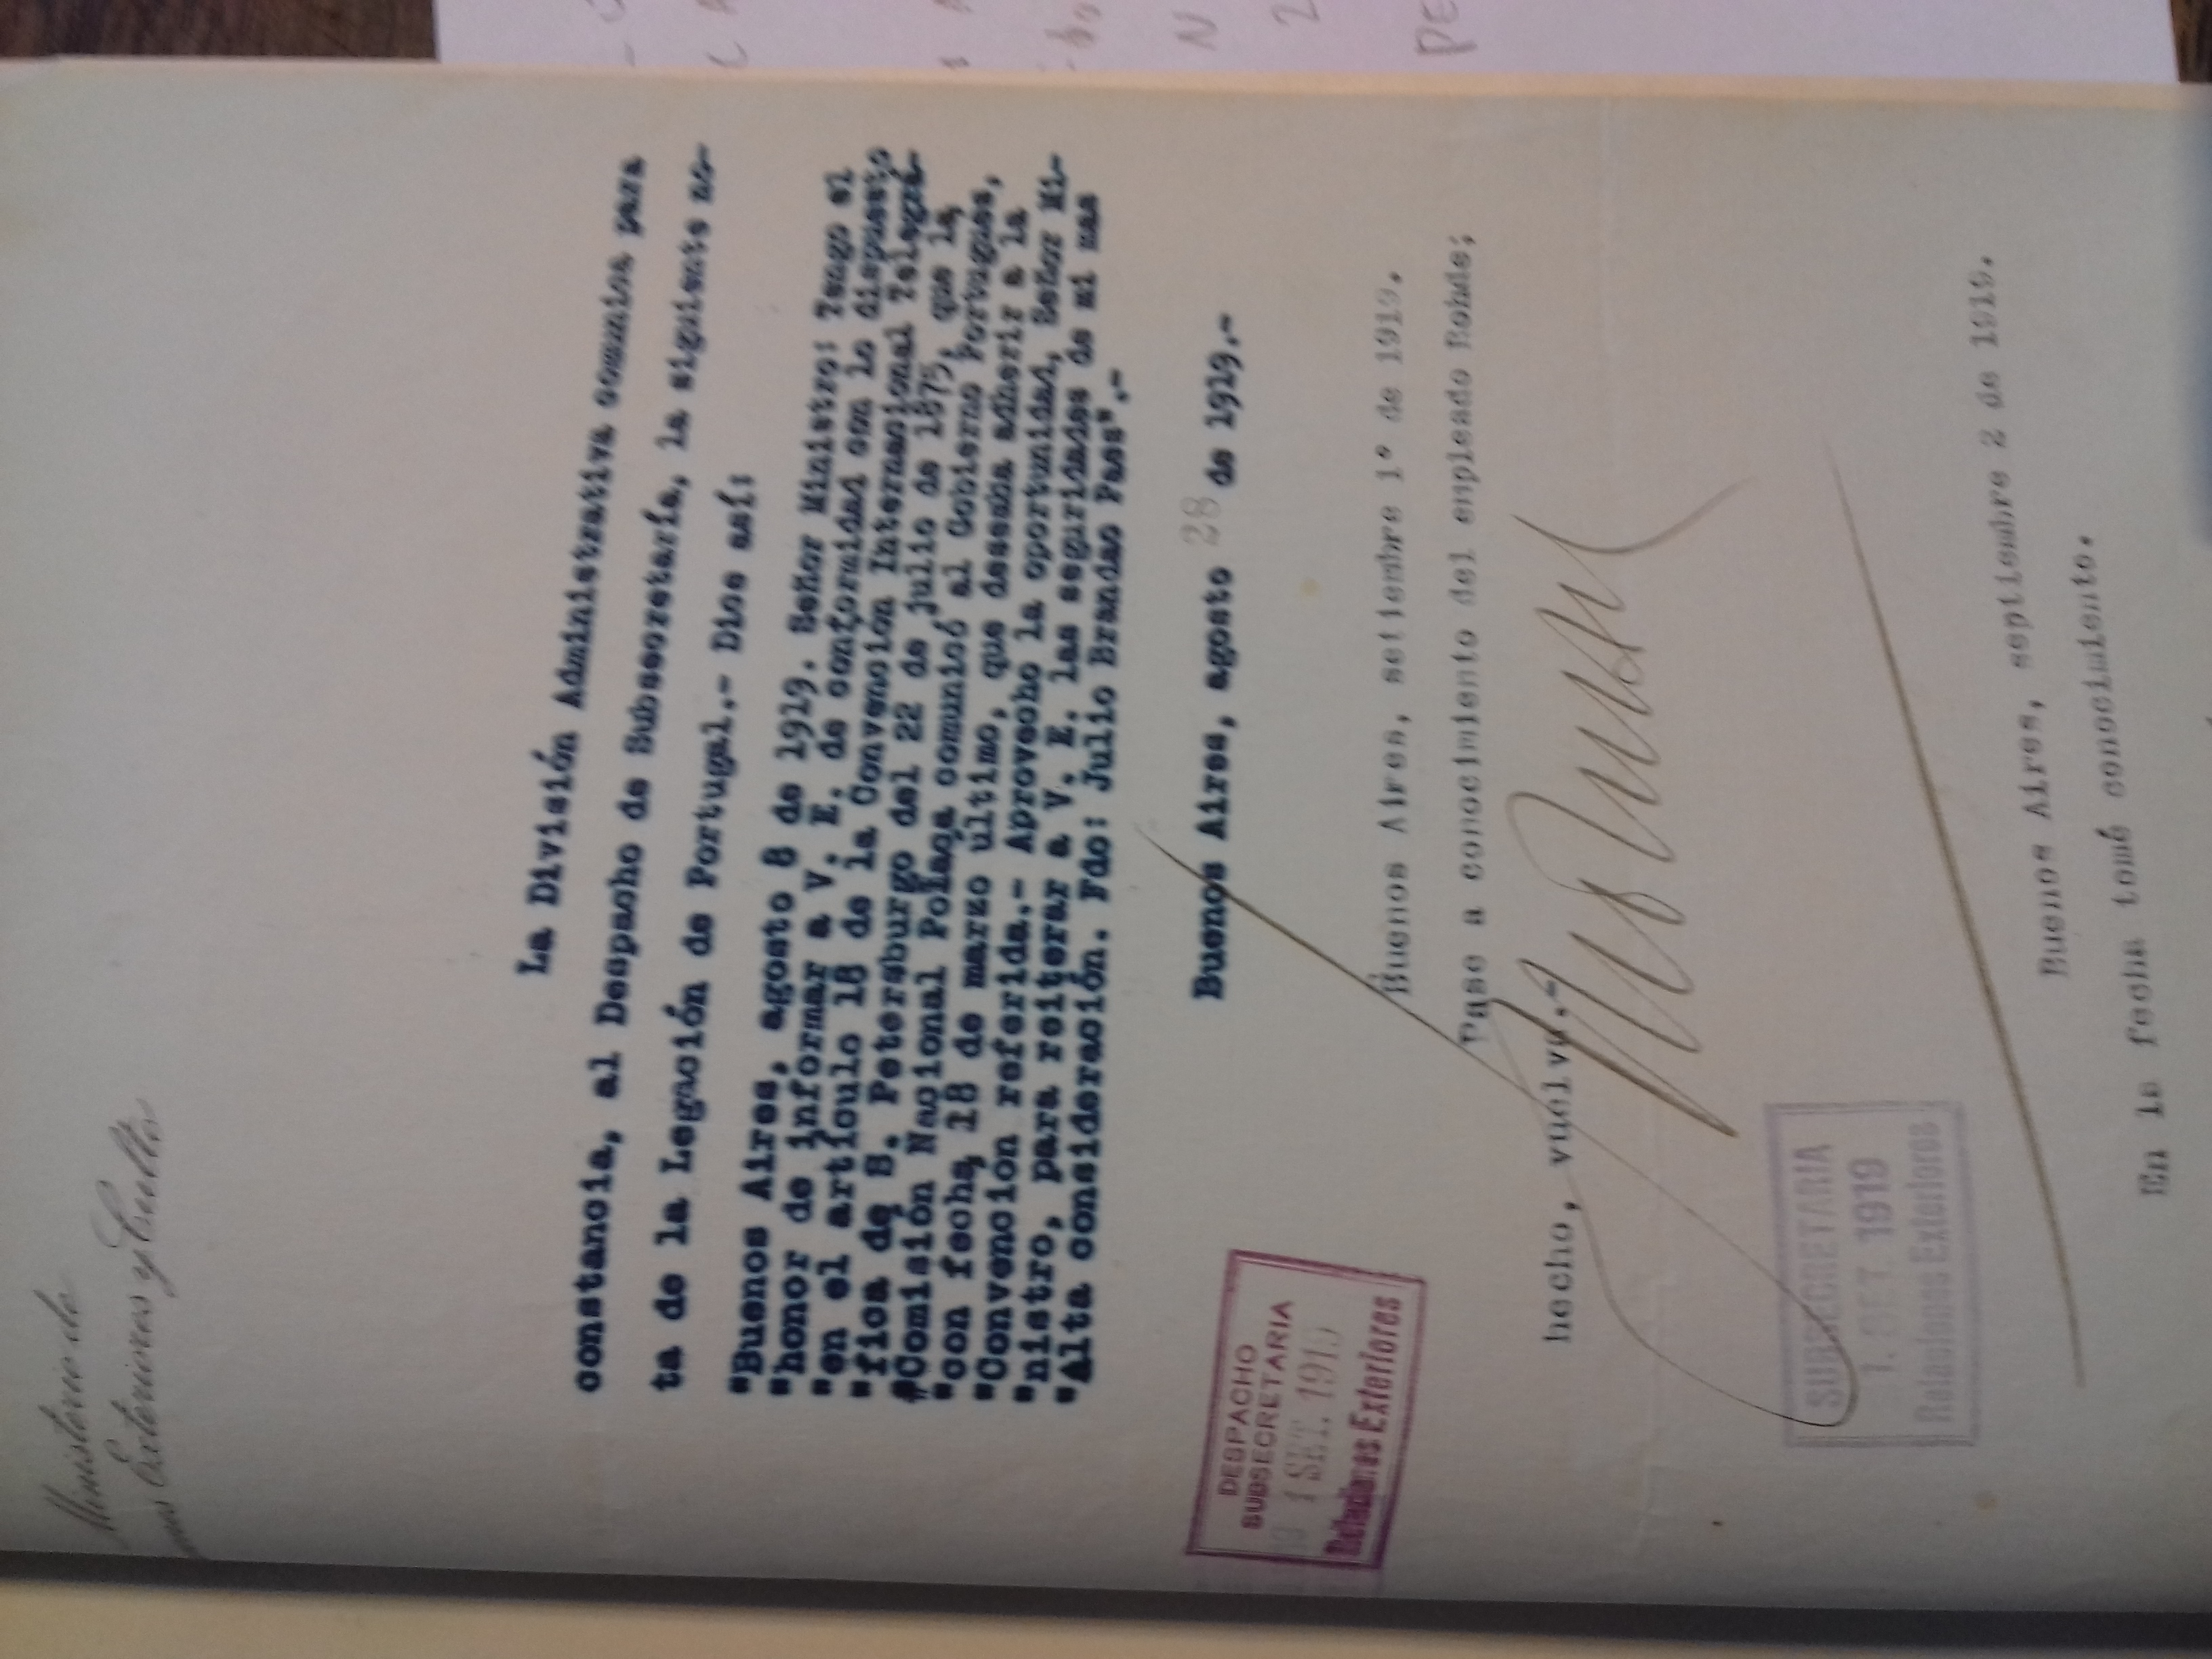 Ministerio de
Exteriores y Culto
La División Administrativa comunica para
constancia, al Despacho de Subsecretaría, la siguiente no-
ta de la Legación de Portugal.- Dice así:
"Buenos Aires, agosto 8 de 1919. Señor Ministro: Tengo el
"honor de informar a V. E. de conformidad con lo dispuesto
"en el artículo 18 de la Convención Internacional Telegrá-
"fica de S. Petersburgo del 22 de julio de 1875, que la
"Comisión Nacional Polaca comunicó al Gobierno Portugues,
"con fecha 18 de marzo último, que deseaba adherir a la
"Convención referida.- Aprovecho la oportunidad, Señor Mi-
"nistro, para reiterar a V. E. las seguridades de mi mas
"Alta consideración. Fdo: Julio Brandao Paes".-
Buenos Aires, agosto 28 de 1919.-
DESPACHO
SUBSECRETARIA
1 SET. 1919
Relaciones Exteriores
Buenos Aires, setiembre 1º de 1919.
Pase a conocimiento del empleado Rohde;
hecho, vuelva.-
SUBSECRETARIA
1. SET. 1919
Relaciones Exteriores
Buenos Aires, septiembre 2 de 1919.
En la fecha tomé conocimiento.